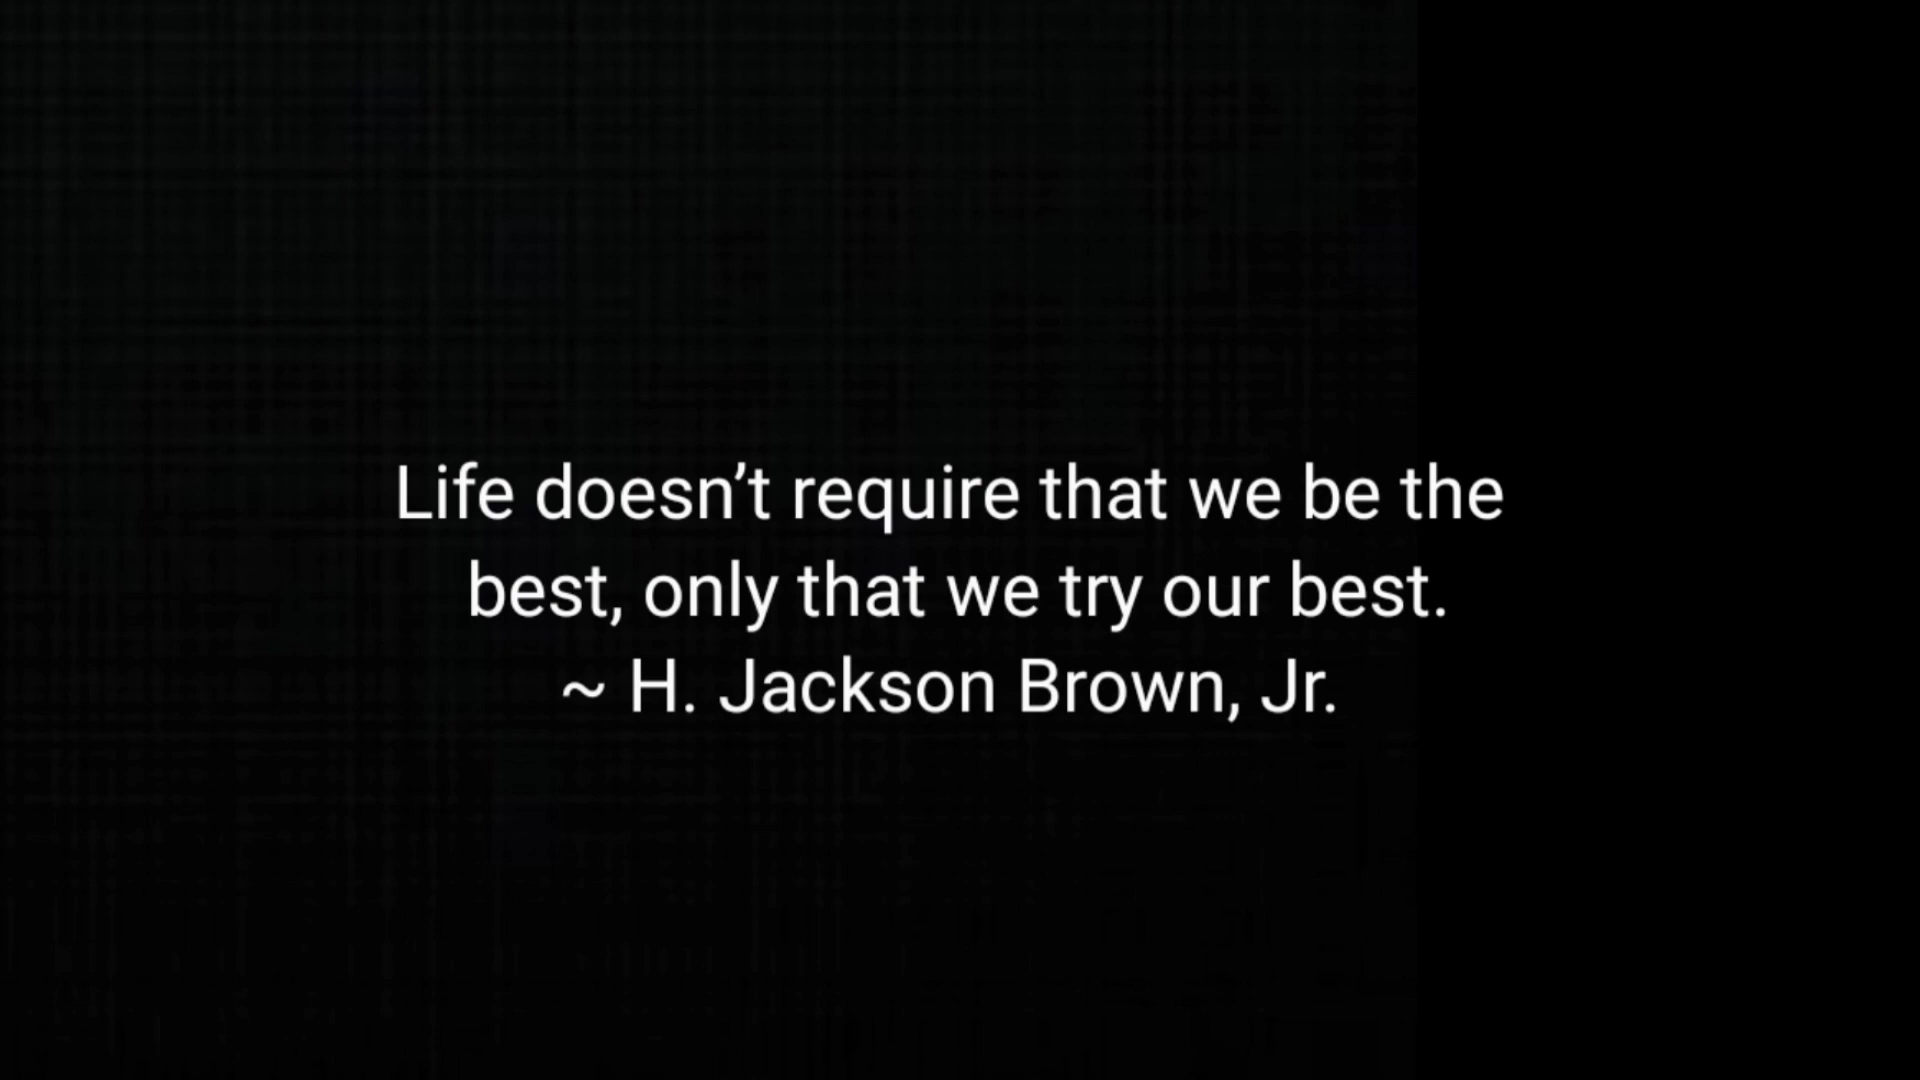 Life doesn’t require that we be the
best, only that we try our best.
~ H. Jackson Brown, Jr.